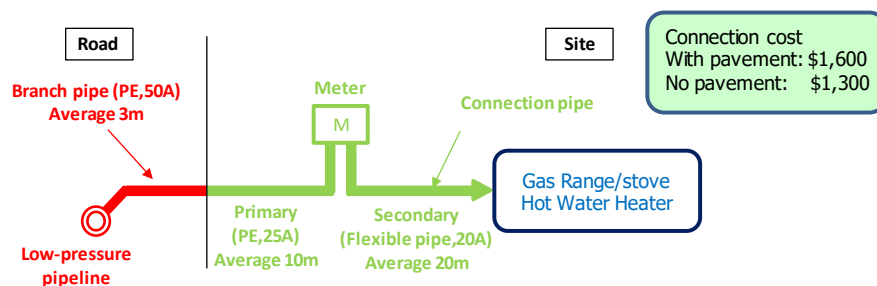 Road
Site
Connection cost
With pavement: $1,600
No pavement: $1,300
Branch pipe (PE,50A)
Average 3m
Meter
M
Connection pipe
Gas Range/stove
Hot Water Heater
Primary
(PE,25A)
Average 10m
Secondary
(Flexible pipe,20A)
Average 20m
Low-pressure
pipeline